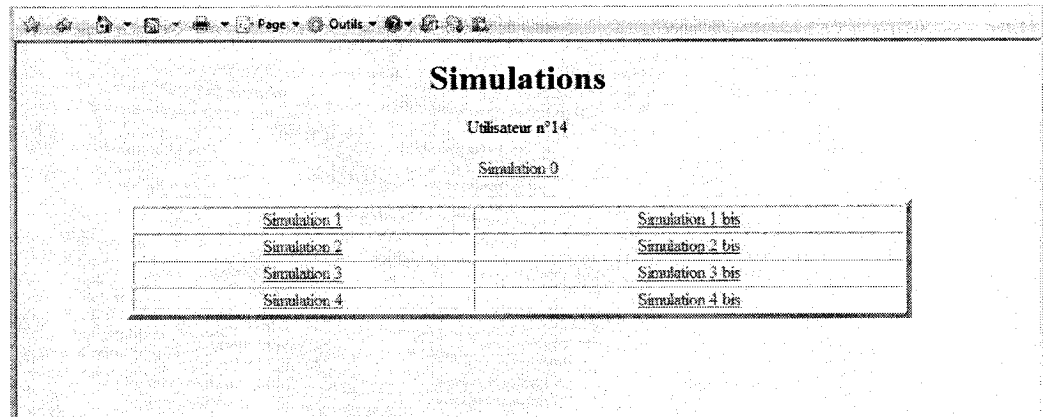 Page Outils
Simulations
Utilisateur n°14
Simulation 0
Simulation 1 Simulation 1 bis
Simulation 2 Simulation 2 bis
Simulation 3 Simulation 3 bis
Simulation 4 Simulation 4 bis